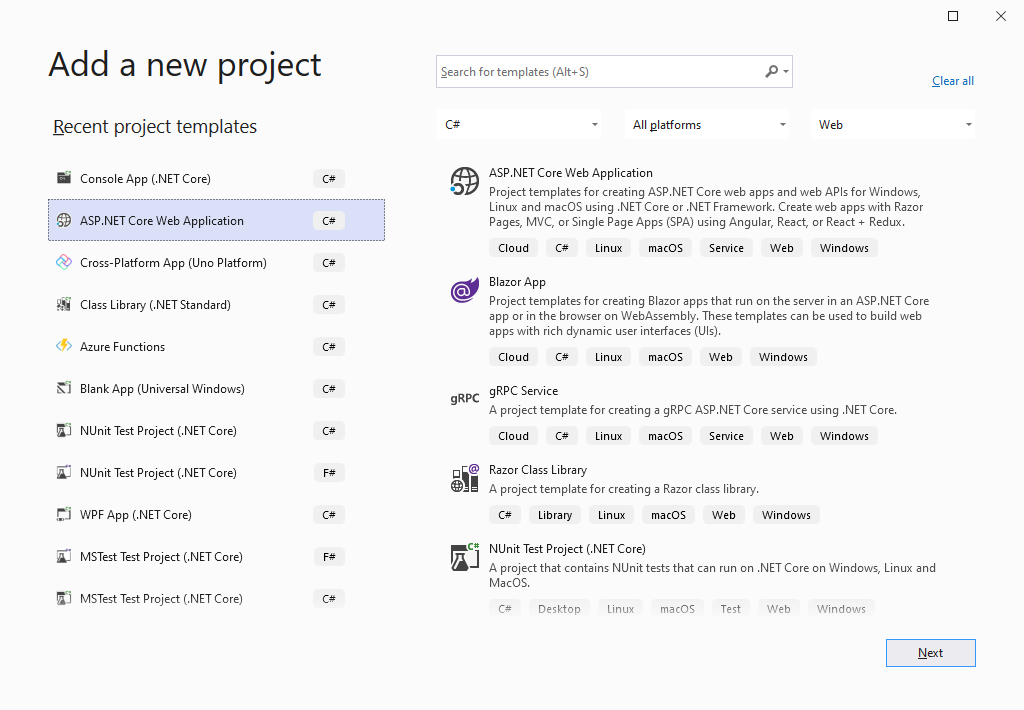 Add a new project
Search for templates (Alt+S)
Clear all
Recent project templates
C#
All platforms
Web
Console App (.NET Core) C#
ASP.NET Core Web Application C#
Cross-Platform App (Uno Platform) C#
Class Library (.NET Standard) C#
Azure Functions C#
Blank App (Universal Windows) C#
NUnit Test Project (.NET Core) C#
NUnit Test Project (.NET Core) F#
WPF App (.NET Core) C#
MSTest Test Project (.NET Core) F#
MSTest Test Project (.NET Core) C#
ASP.NET Core Web Application
Project templates for creating ASP.NET Core web apps and web APIs for Windows,
Linux and macOS using .NET Core or .NET Framework. Create web apps with Razor
Pages, MVC, or Single Page Apps (SPA) using Angular, React, or React + Redux.
Cloud C# Linux macOS Service Web Windows
Blazor App
Project templates for creating Blazor apps that run on the server in an ASP.NET Core
app or in the browser on WebAssembly. These templates can be used to build web
apps with rich dynamic user interfaces (UIs).
Cloud C# Linux macOS Web Windows
gRPC
gRPC Service
A project template for creating a gRPC ASP.NET Core service using .NET Core.
Cloud C# Linux macOS Service Web Windows
Razor Class Library
A project template for creating a Razor class library.
C# Library Linux macOS Web Windows
C#
NUnit Test Project (.NET Core)
A project that contains NUnit tests that can run on .NET Core on Windows, Linux and
MacOS.
C# Desktop Linux macOS Test Web Windows
Next